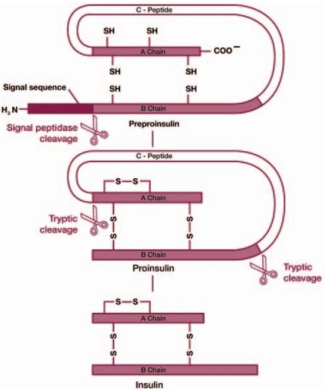 C - Peptide
SH
SH
A Chain
COO⁻
SH
SH
Signal sequence
SH
SH
H₂N
B Chain
Signal peptidase
cleavage
Preproinsulin
C - Peptide
S—S
A Chain
Tryptic
cleavage
S
S
S
S
B Chain
Proinsulin
Tryptic
cleavage
S—S
A Chain
S
S
S
S
B Chain
Insulin